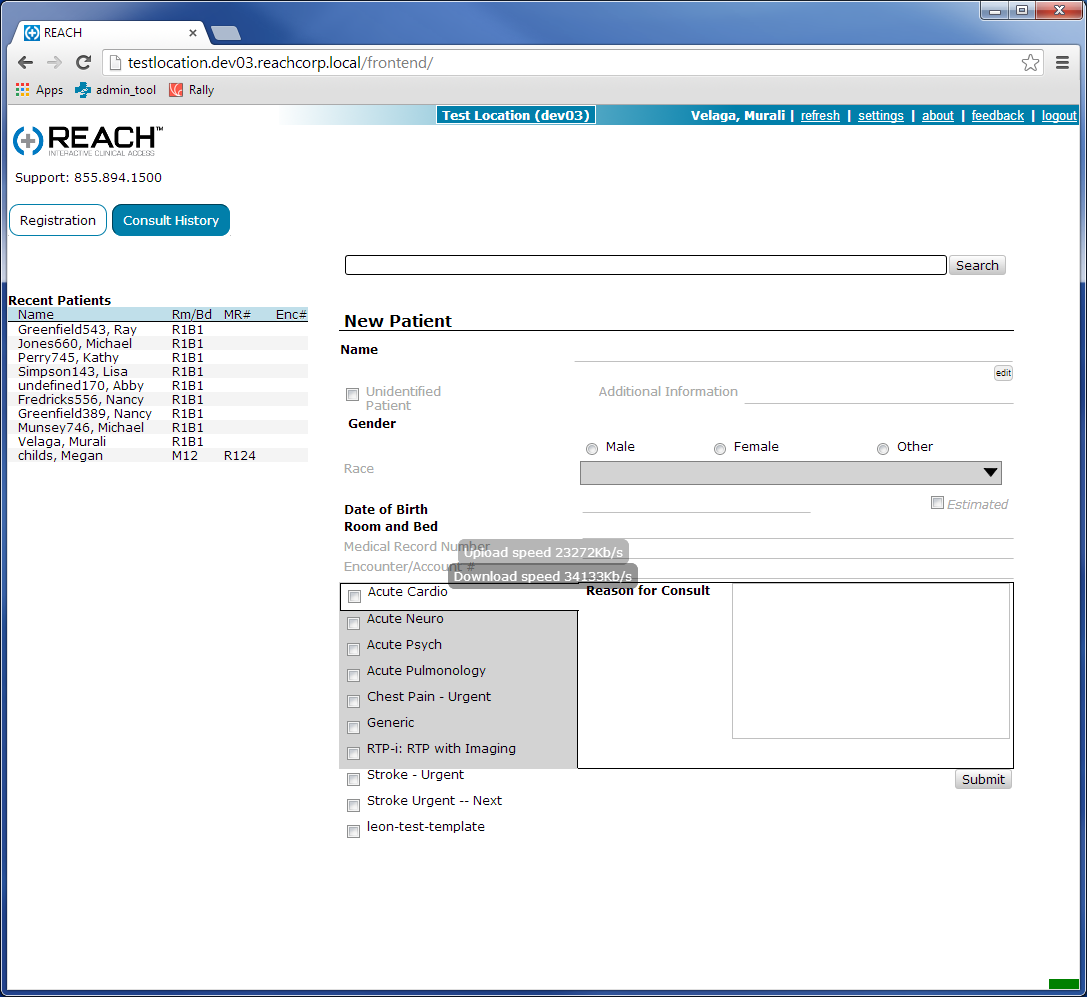 REACH
testlocation.dev03.reachcorp.local/frontend/
Apps admin_tool Rally
Test Location (dev03) Velaga, Murali | refresh | settings | about | feedback | logout
REACH™
INTERACTIVE CLINICAL ACCESS
Support: 855.894.1500
Registration Consult History
Search
Recent Patients
Name Rm/Bd MR# Enc#
Greenfield543, Ray R1B1
Jones660, Michael R1B1
Perry745, Kathy R1B1
Simpson143, Lisa R1B1
undefined170, Abby R1B1
Fredricks556, Nancy R1B1
Greenfield389, Nancy R1B1
Munsey746, Michael R1B1
Velaga, Murali R1B1
childs, Megan M12 R124
New Patient
Name
edit
Unidentified Patient Additional Information
Gender
Male Female Other
Race
Estimated
Date of Birth
Room and Bed
Medical Record Number
Upload speed 23272Kb/s
Encounter/Account #
Download speed 34133Kb/s
Acute Cardio Reason for Consult
Acute Neuro
Acute Psych
Acute Pulmonology
Chest Pain - Urgent
Generic
RTP-i: RTP with Imaging
Stroke - Urgent
Submit
Stroke Urgent -- Next
leon-test-template